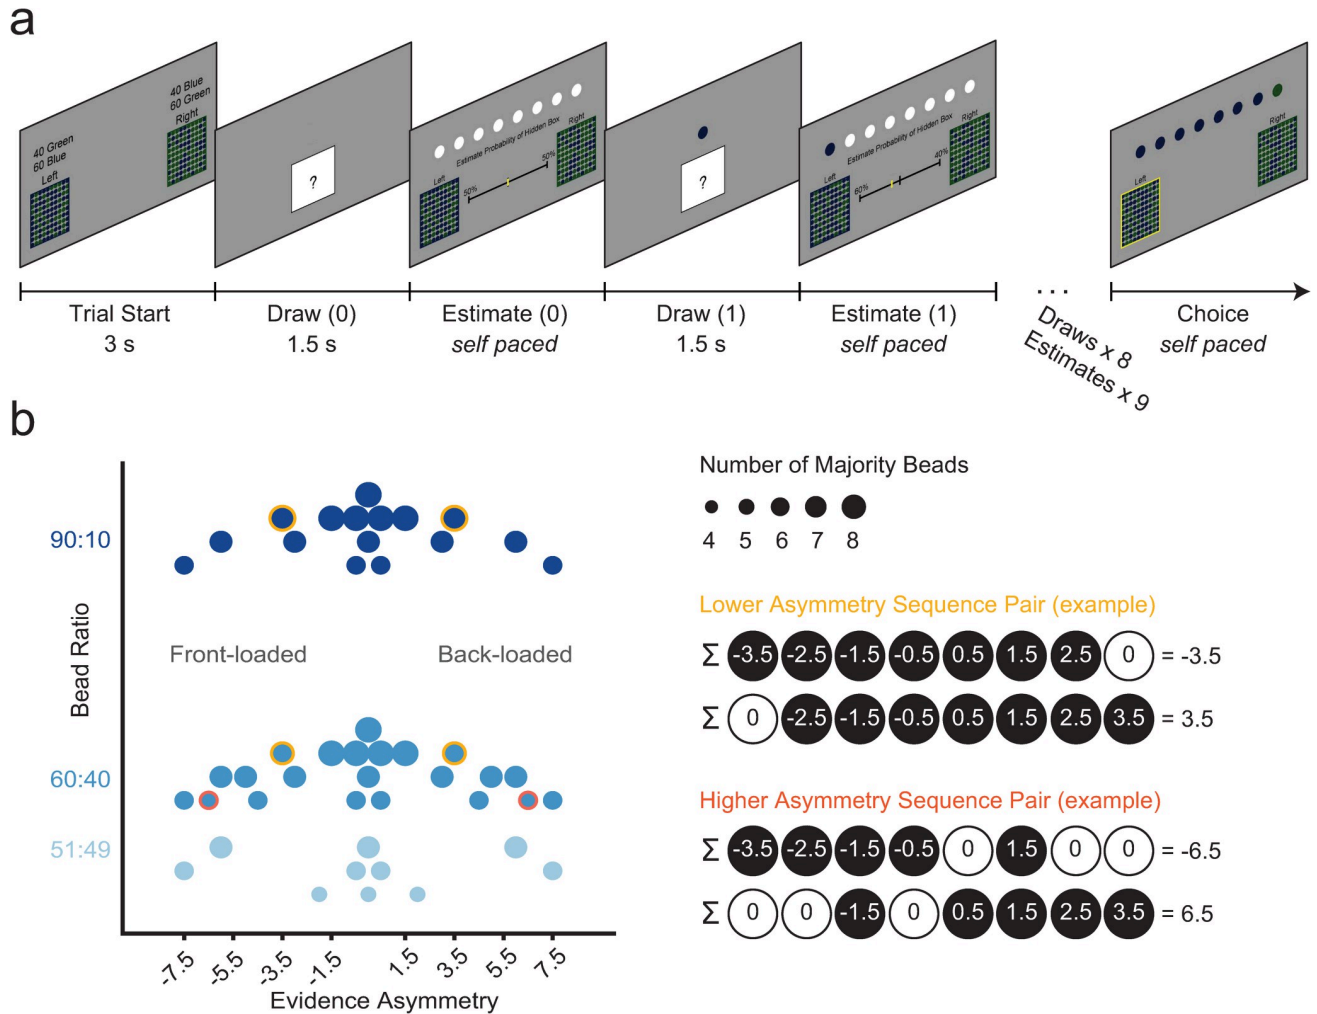 a
40 Green
60 Blue
Left
40 Blue
60 Green
Right
?
Estimate Probability of Hidden Box
Left
50%
50%
Right
?
Estimate Probability of Hidden Box
Left
60%
40%
Right
Left
Right
Trial Start
3 s
Draw (0)
1.5 s
Estimate (0)
self paced
Draw (1)
1.5 s
Estimate (1)
self paced
...
Draws x 8
Estimates x 9
Choice
self paced
b
Bead Ratio
90:10
60:40
51:49
Front-loaded
Back-loaded
-7.5 -5.5 -3.5 -1.5 1.5 3.5 5.5 7.5
Evidence Asymmetry
Number of Majority Beads
4 5 6 7 8
Lower Asymmetry Sequence Pair (example)
Σ -3.5 -2.5 -1.5 -0.5 0.5 1.5 2.5 0 = -3.5
Σ 0 -2.5 -1.5 -0.5 0.5 1.5 2.5 3.5 = 3.5
Higher Asymmetry Sequence Pair (example)
Σ -3.5 -2.5 -1.5 -0.5 0 1.5 0 0 = -6.5
Σ 0 0 -1.5 0 0.5 1.5 2.5 3.5 = 6.5